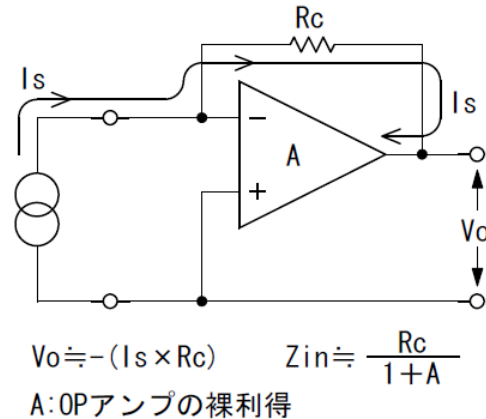 Rc
Is
Is
−
A
+
Vo
Vo≒-(Is×Rc)
Zin≒ Rc
1+A
A:OPアンプの裸利得